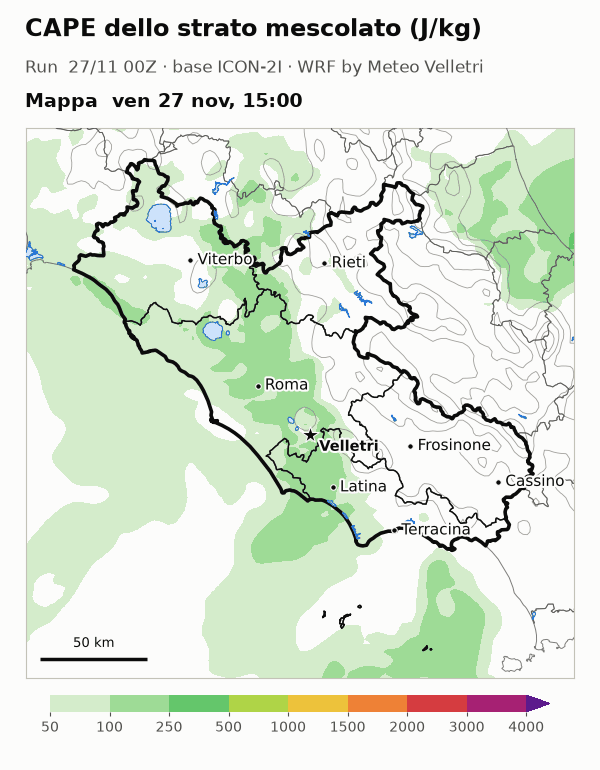 CAPE dello strato mescolato (J/kg)
Run  27/11 00Z · base ICON-2I · WRF by Meteo Velletri
Mappa  ven 27 nov, 15:00
Viterbo
Rieti
Roma
Velletri
Frosinone
Latina
Cassino
Terracina
50 km
50 100 250 500 1000 1500 2000 3000 4000